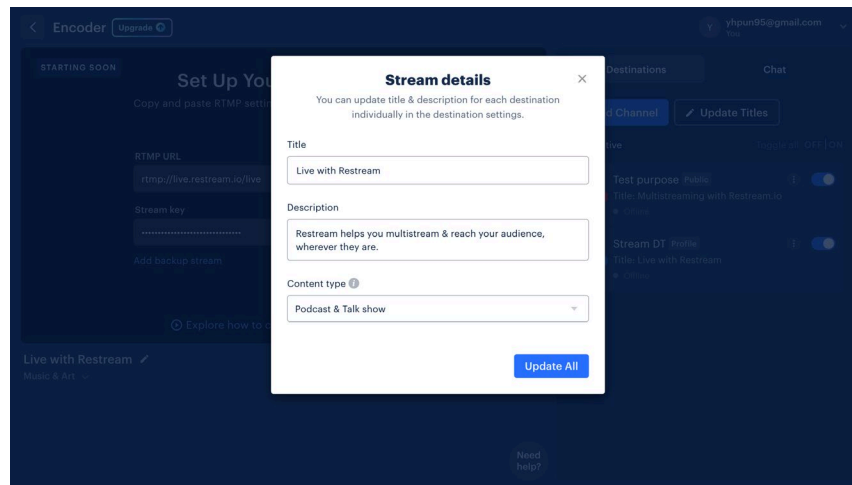 Encoder
Upgrade
Y
yhpun95@gmail.com
You
STARTING SOON
Set Up You
Copy and paste RTMP settin
RTMP URL
rtmp://live.restream.io/live
Stream key
Add backup stream
Explore how to c
Live with Restream
Music & Art
Stream details
You can update title & description for each destination
individually in the destination settings.
Title
Live with Restream
Description
Restream helps you multistream & reach your audience,
wherever they are.
Content type
Podcast & Talk show
Update All
Destinations
Chat
d Channel
Update Titles
tive
Toggle all: OFF | ON
Test purpose Public
Title: Multistreaming with Restream.io
Offline
Stream DT Profile
Title: Live with Restream
Offline
Need
help?